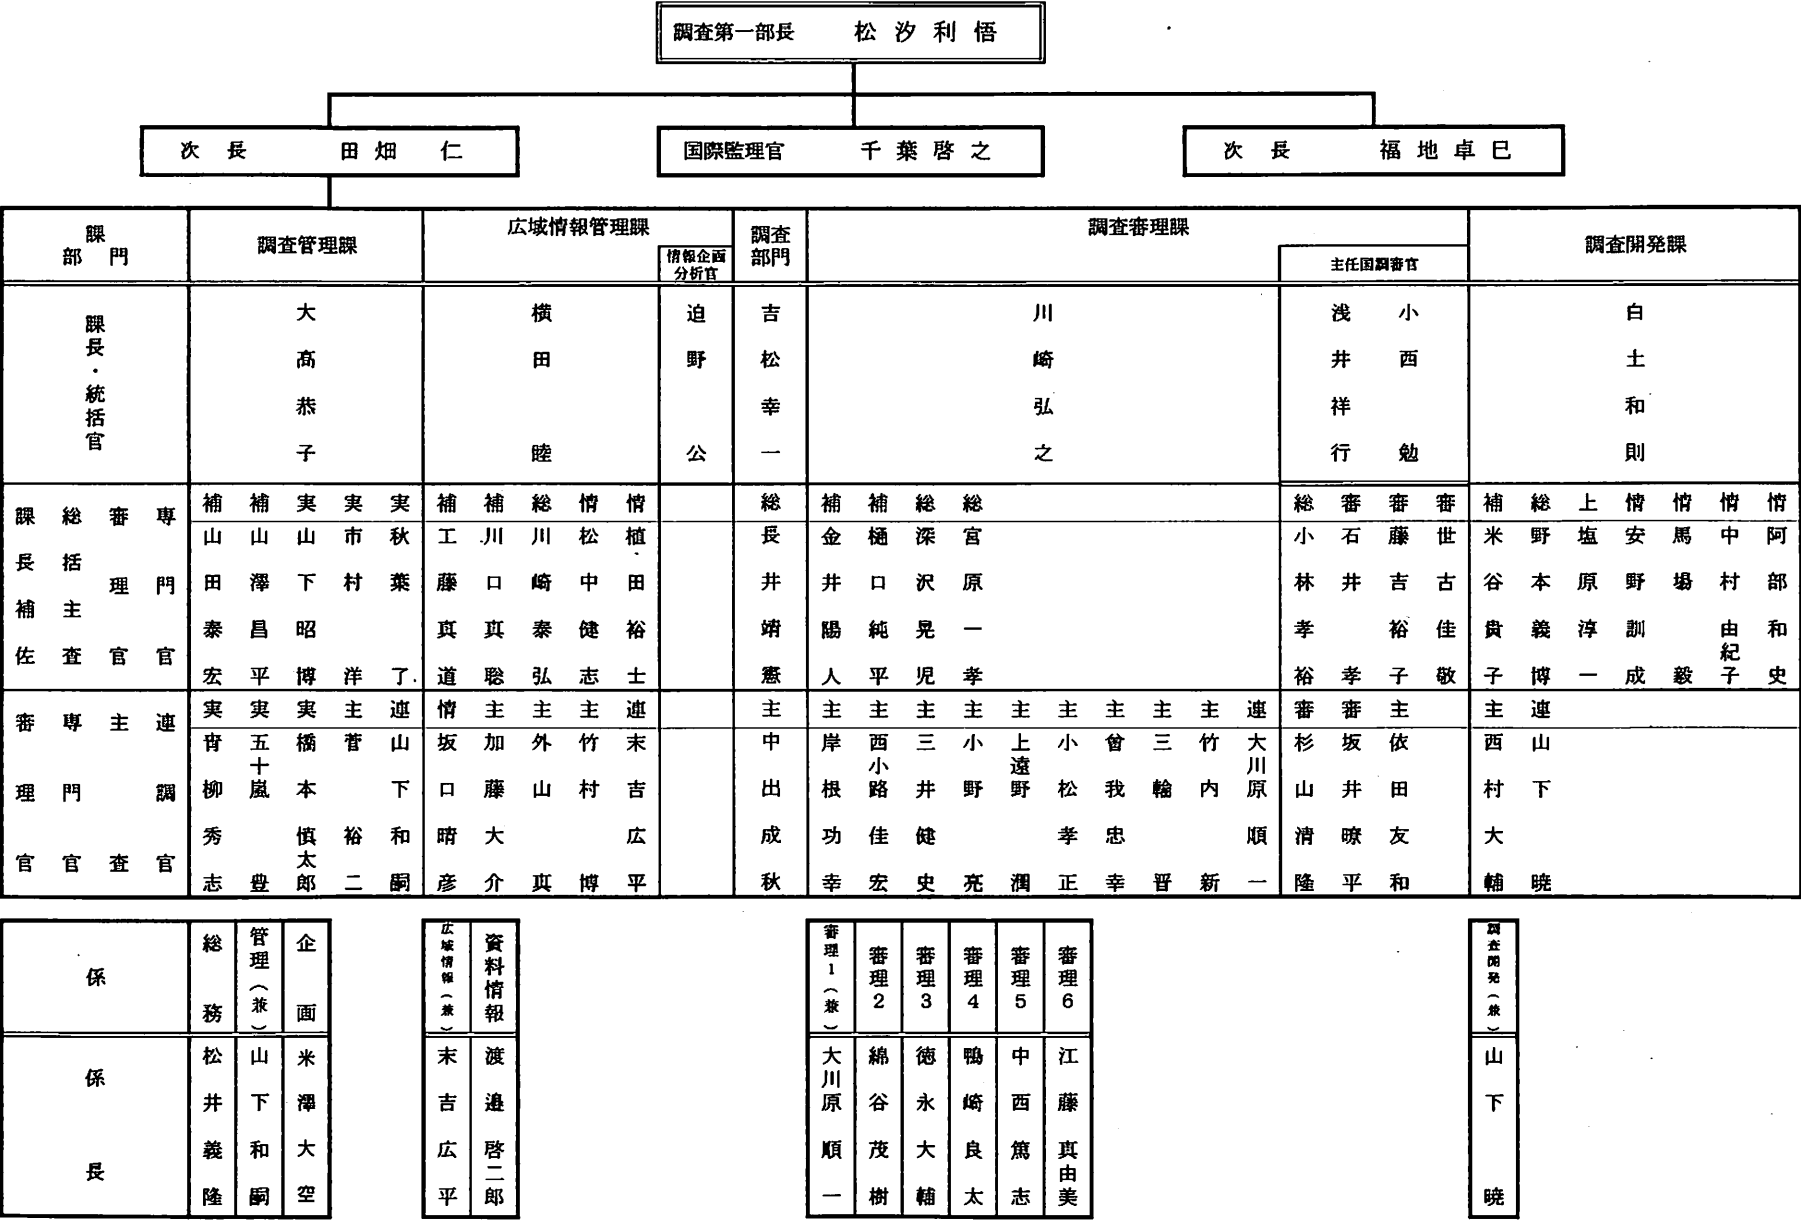 調査第一部長 松汐利悟
次長 田畑 仁
国際監理官 千葉啓之
次長 福地卓巳
課部門
調査管理課
広域情報管理課
情報企画分析官
調査部門
調査審理課
主任国調審官
調査開発課
課長・統括官
大髙恭子
横田 睦
迫野 公
吉松幸一
川崎弘之
浅井祥行
小西 勉
白土和則
課長補佐
総括主査
審理官
専門官
補 山田泰宏
補 山澤昌平
実 山下昭博
実 市村 洋
実 秋葉 了
補 工藤真道
補 川口真聡
総 川崎泰弘
情 松中健志
情 植田裕士
総 長井靖憲
補 金井陽人
補 樋口純平
総 深沢晃児
総 宮原一孝
総 小林孝裕
審 石井 孝
審 藤吉裕子
審 世古佳敬
補 米谷貴子
総 野本義博
上 塩原淳一
情 安野訓成
情 馬場 毅
情 中村由紀子
情 阿部和史
審理官
専門官
主査
連調官
実 青柳秀志
実 五十嵐 豊
実 橋本慎太郎
主 菅 裕二
連 山下和嗣
情 坂口晴彦
主 加藤大介
主 外山 真
主 竹村 博
連 末吉広平
主 中出成秋
主 岸根功幸
主 西小路佳宏
主 三井健史
主 小野 亮
主 上遠野 潤
主 小松孝正
主 曽我忠幸
主 三輪 晋
主 竹内 新
連 大川原順一
審 杉山清隆
審 坂井暸平
主 依田友和
主 西村大輔
連 山下 暁
係
総務
管理(兼)
企画
広域情報(兼)
資料情報
審理1(兼)
審理2
審理3
審理4
審理5
審理6
調査開発(兼)
係長
松井義隆
山下和嗣
米澤大空
末吉広平
渡邉啓二郎
大川原順一
綿谷茂樹
徳永大輔
鴨崎良太
中西篤志
江藤真由美
山下 暁